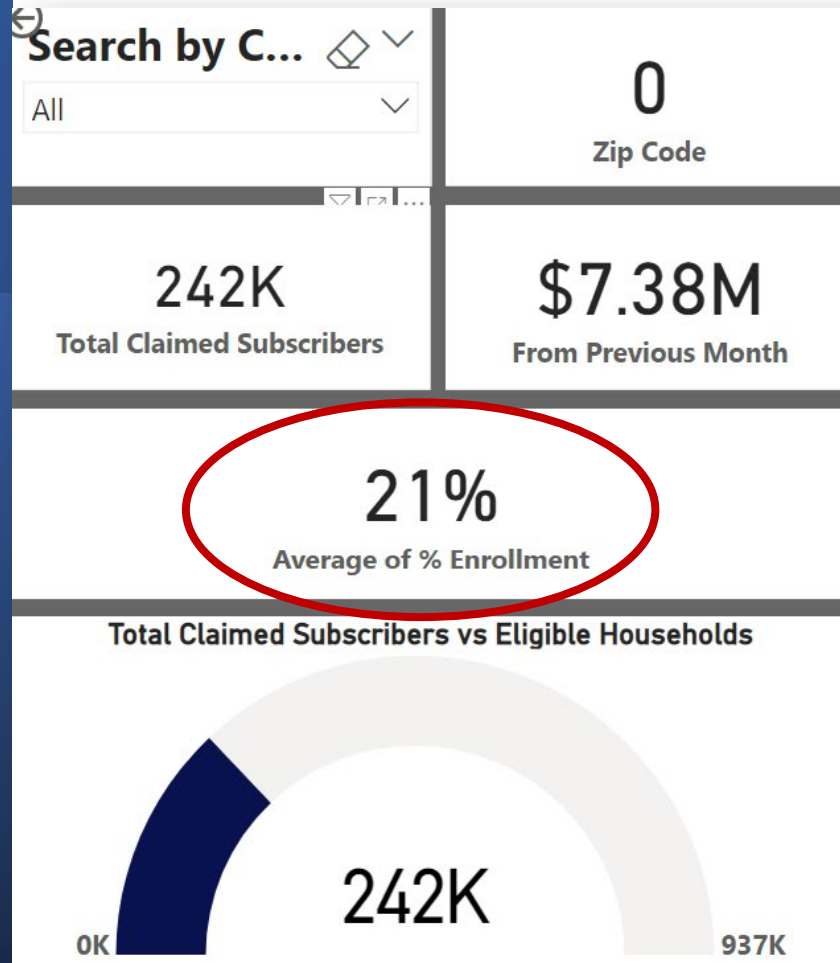 Search by C...
All
0
Zip Code
242K
Total Claimed Subscribers
$7.38M
From Previous Month
21%
Average of % Enrollment
Total Claimed Subscribers vs Eligible Households
242K
0K
937K